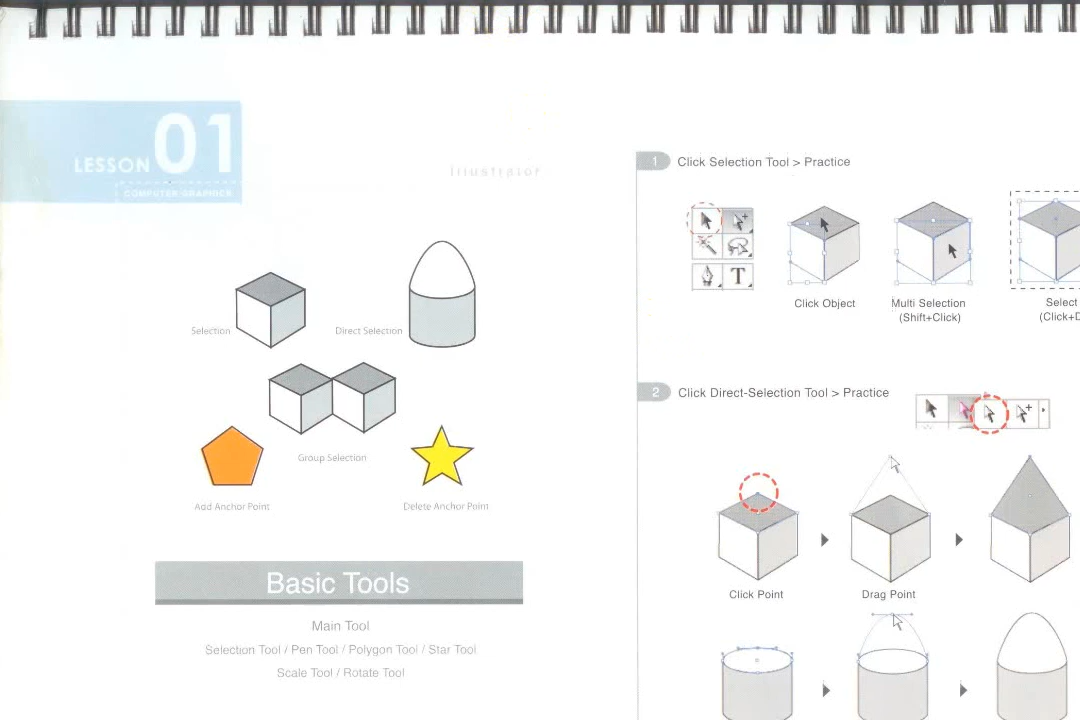 LESSON 01
COMPUTER GRAPHICS
Illustrator
Selection
Direct Selection
Group Selection
Add Anchor Point
Delete Anchor Point
Basic Tools
Main Tool
Selection Tool / Pen Tool / Polygon Tool / Star Tool
Scale Tool / Rotate Tool
1 Click Selection Tool > Practice
T
Click Object
Multi Selection
(Shift+Click)
Select
(Click+D
2 Click Direct-Selection Tool > Practice
Click Point
Drag Point